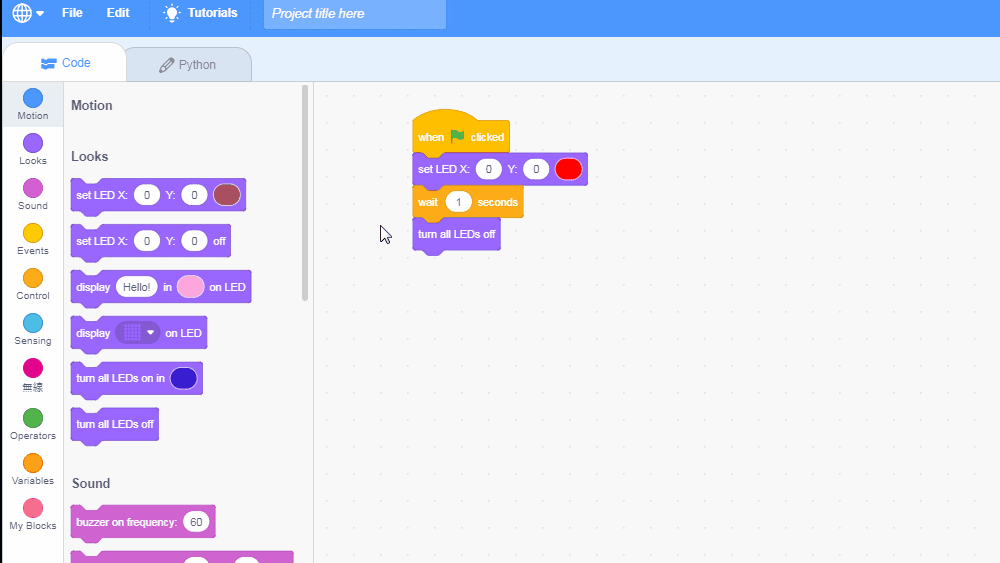 File Edit Tutorials Project title here
Code Python
Motion
Looks
Sound
Events
Control
Sensing
無線
Operators
Variables
My Blocks
Motion
Looks
set LED X: 0 Y: 0
set LED X: 0 Y: 0 off
display Hello! in on LED
display on LED
turn all LEDs on in
turn all LEDs off
Sound
buzzer on frequency: 60
when clicked
set LED X: 0 Y: 0
wait 1 seconds
turn all LEDs off